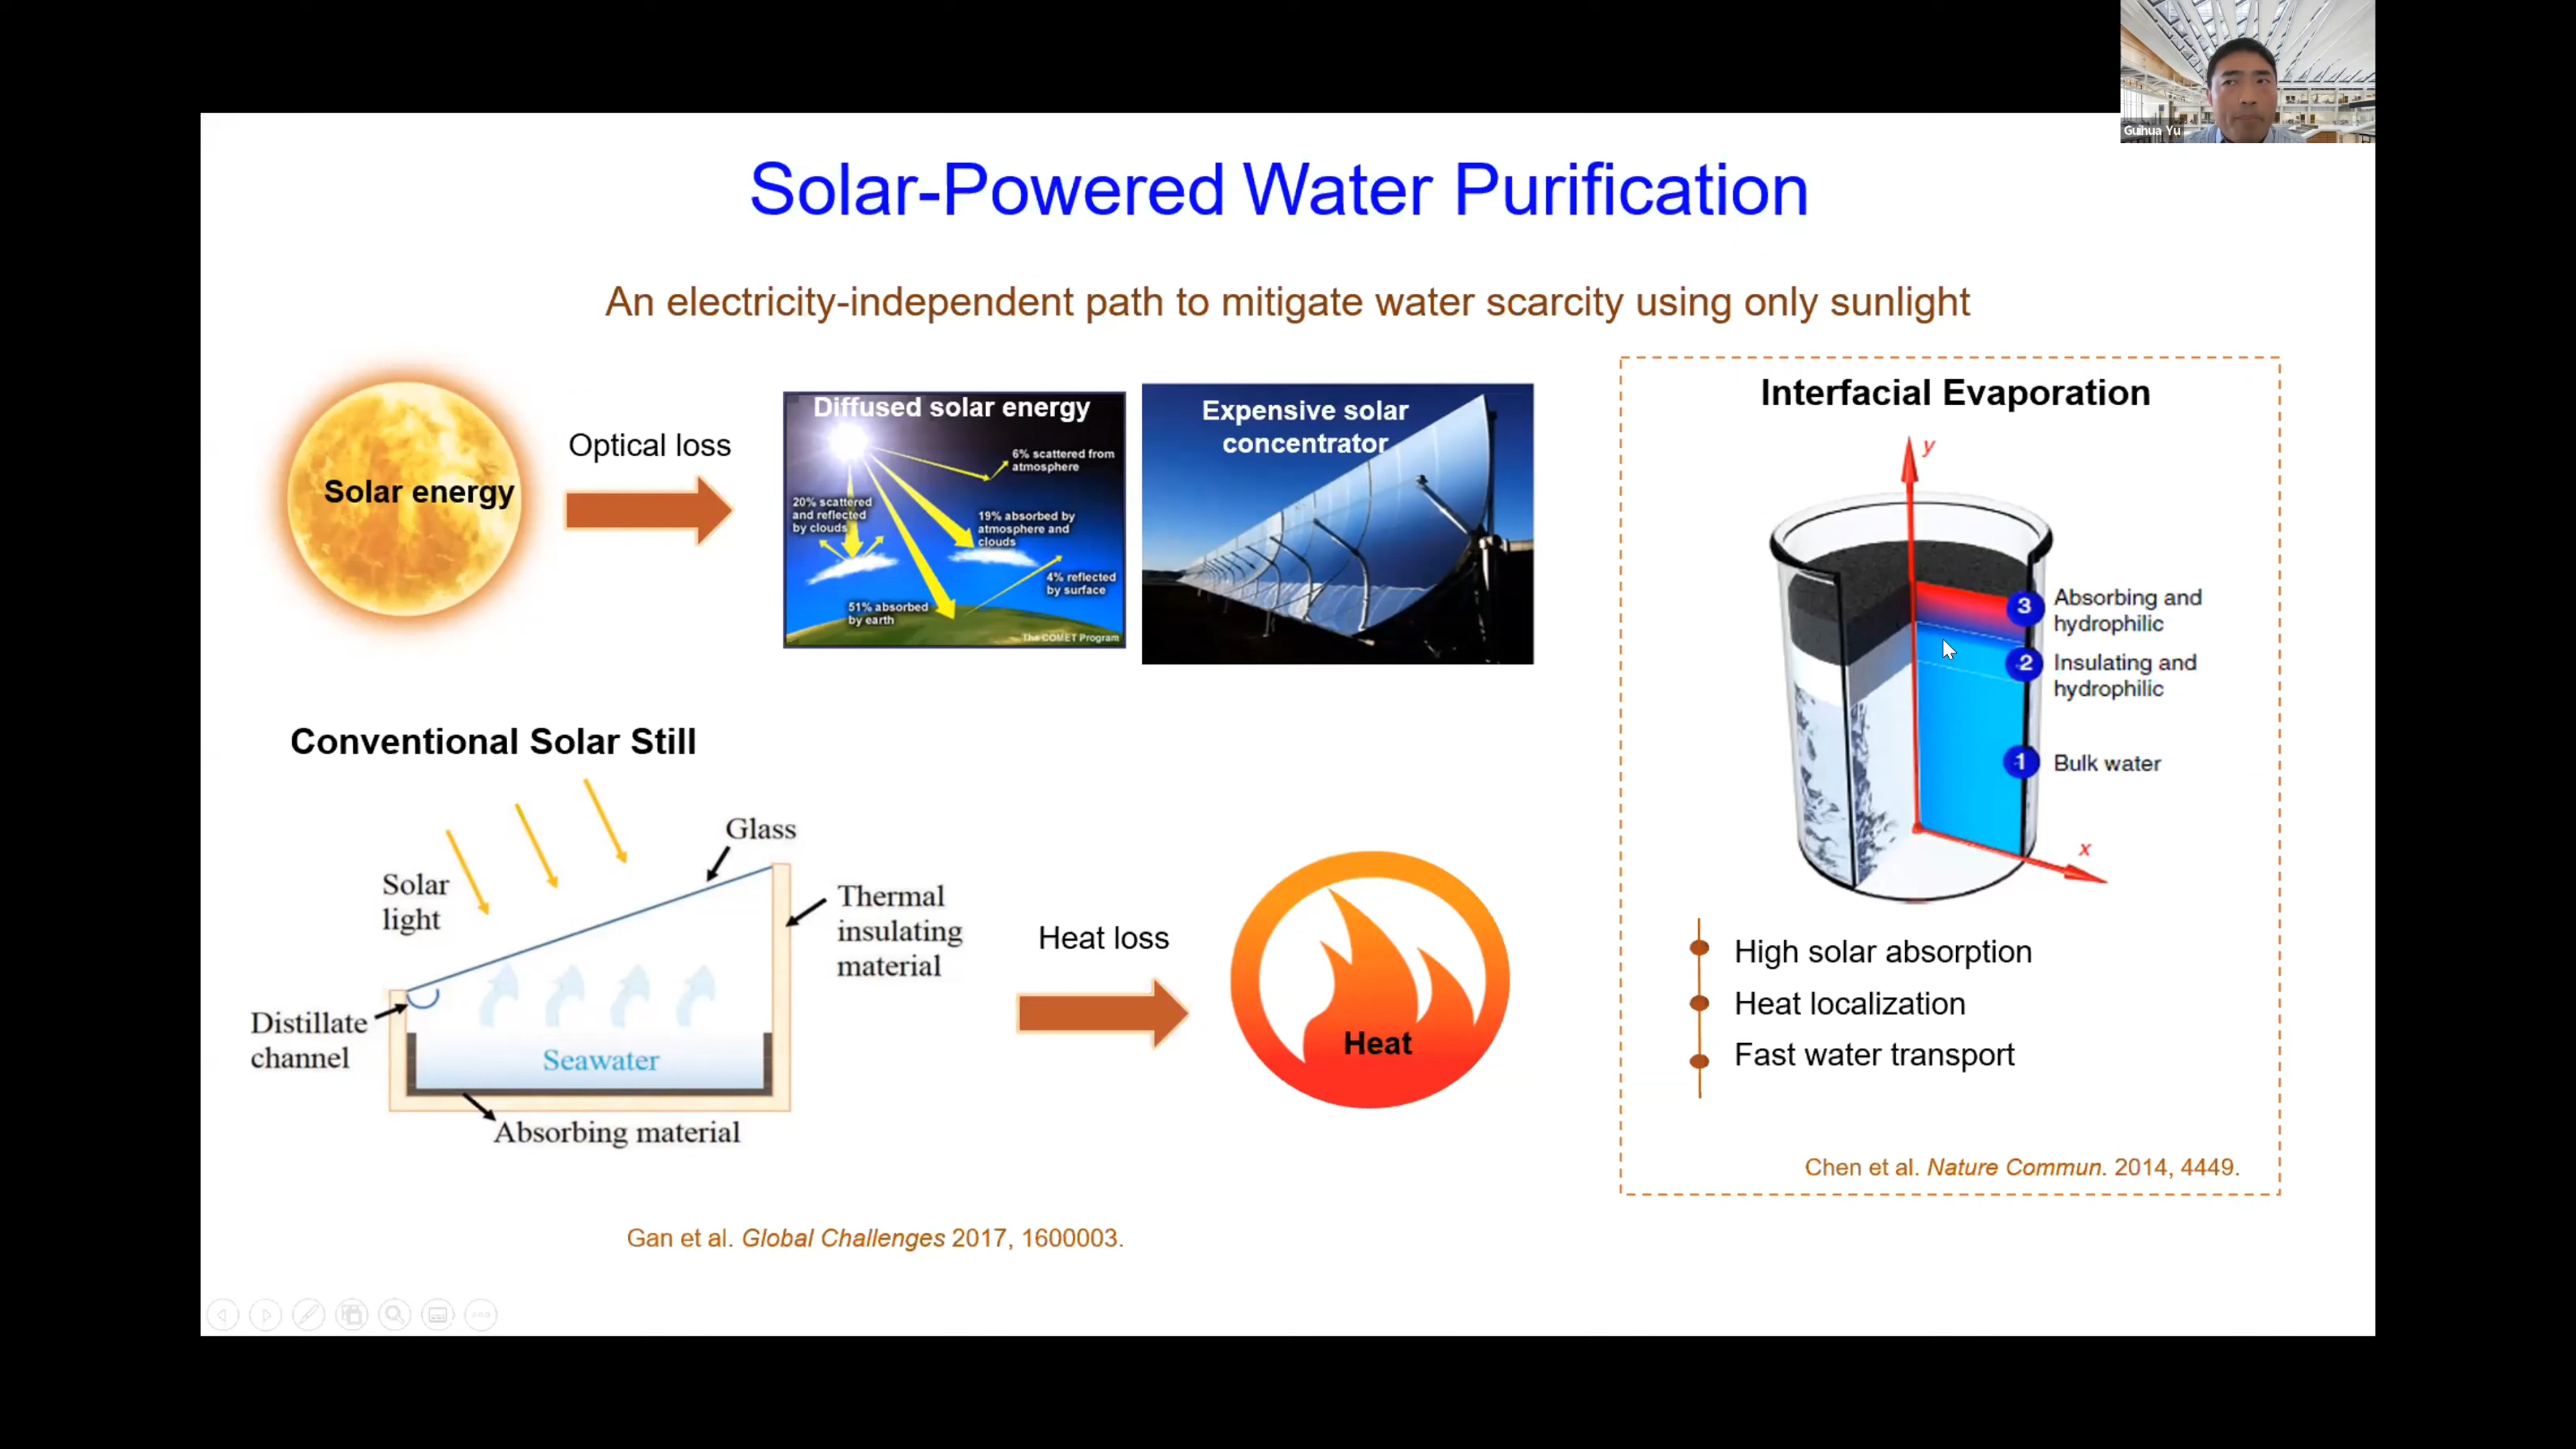 Guihua Yu
Solar-Powered Water Purification
An electricity-independent path to mitigate water scarcity using only sunlight
Solar energy
Optical loss
Diffused solar energy
6% scattered from
atmosphere
20% scattered
and reflected
by clouds
19% absorbed by
atmosphere and
clouds
4% reflected
by surface
51% absorbed
by earth
The COMET Program
Expensive solar
concentrator
Conventional Solar Still
Solar
light
Glass
Thermal
insulating
material
Distillate
channel
Seawater
Absorbing material
Heat loss
Heat
Gan et al. Global Challenges 2017, 1600003.
Interfacial Evaporation
y
3 Absorbing and
hydrophilic
2 Insulating and
hydrophilic
1 Bulk water
x
High solar absorption
Heat localization
Fast water transport
Chen et al. Nature Commun. 2014, 4449.